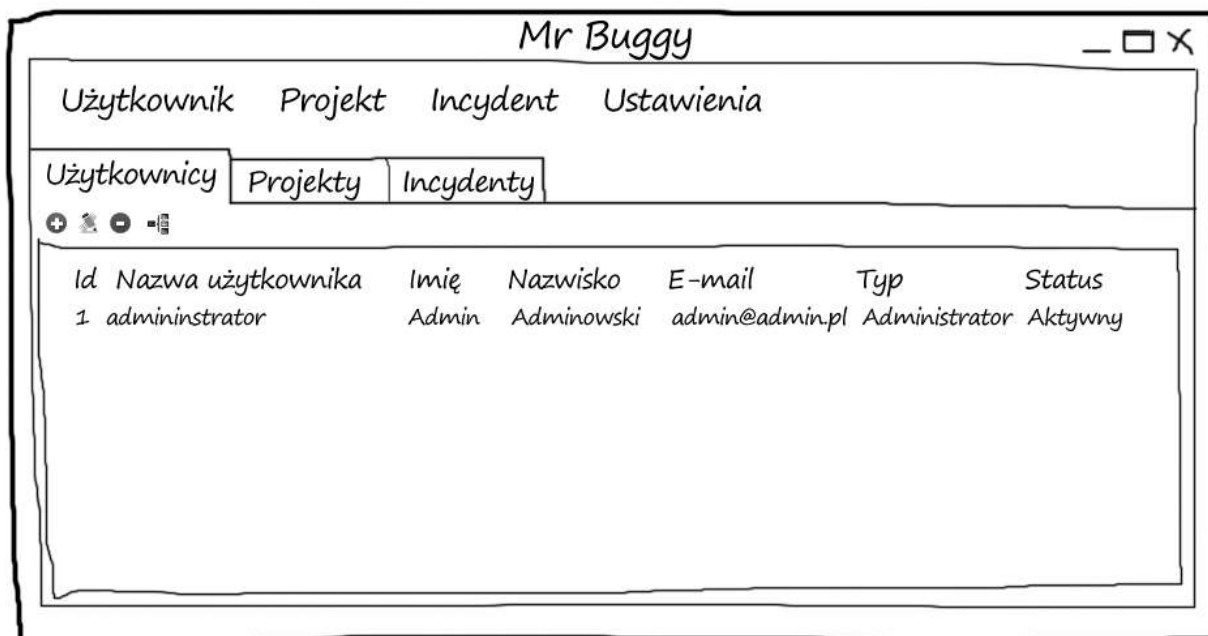 Mr Buggy
Użytkownik Projekt Incydent Ustawienia
Użytkownicy Projekty Incydenty
Id Nazwa użytkownika Imię Nazwisko E-mail Typ Status
1 admininstrator Admin Adminowski admin@admin.pl Administrator Aktywny